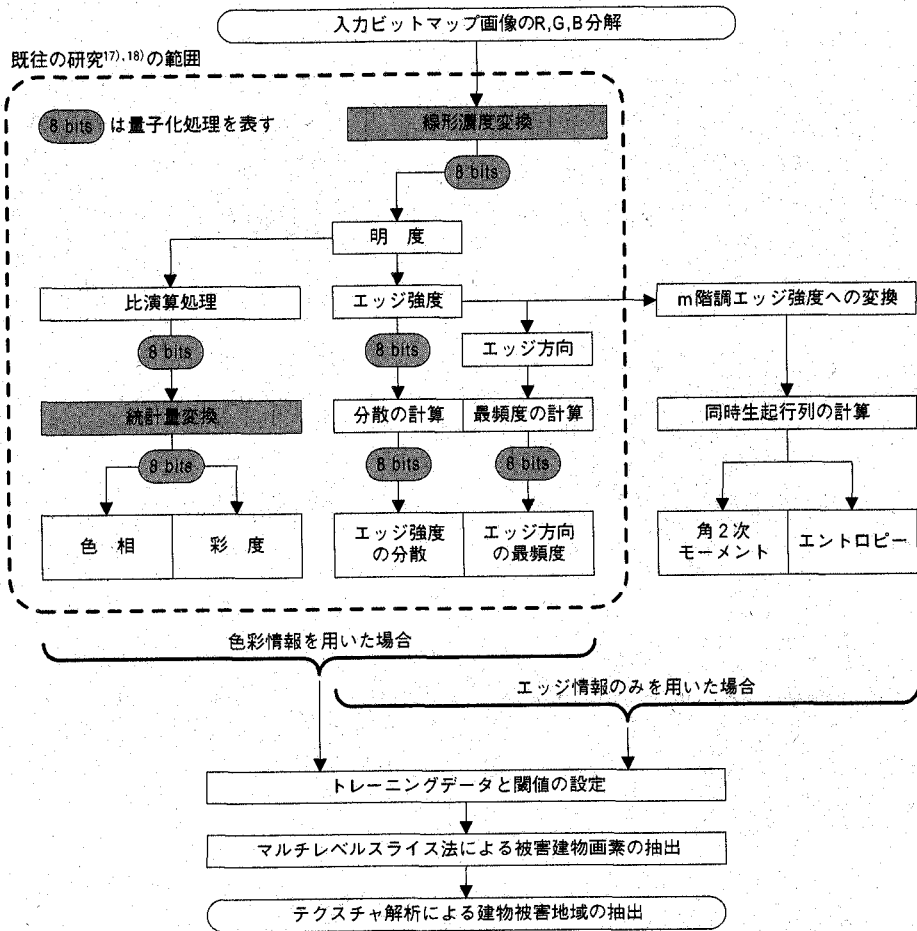 入力ビットマップ画像のR,G,B分解
既往の研究17),18)の範囲
8 bits は量子化処理を表す
線形濃度変換
8 bits
明 度
比演算処理
エッジ強度
m階調エッジ強度への変換
8 bits
8 bits
エッジ方向
統計量変換
分散の計算
最頻度の計算
同時生起行列の計算
8 bits
8 bits
8 bits
色 相
彩 度
エッジ強度
の分散
エッジ方向
の最頻度
角2次
モーメント
エントロピー
色彩情報を用いた場合
エッジ情報のみを用いた場合
トレーニングデータと閾値の設定
マルチレベルスライス法による被害建物画素の抽出
テクスチャ解析による建物被害地域の抽出